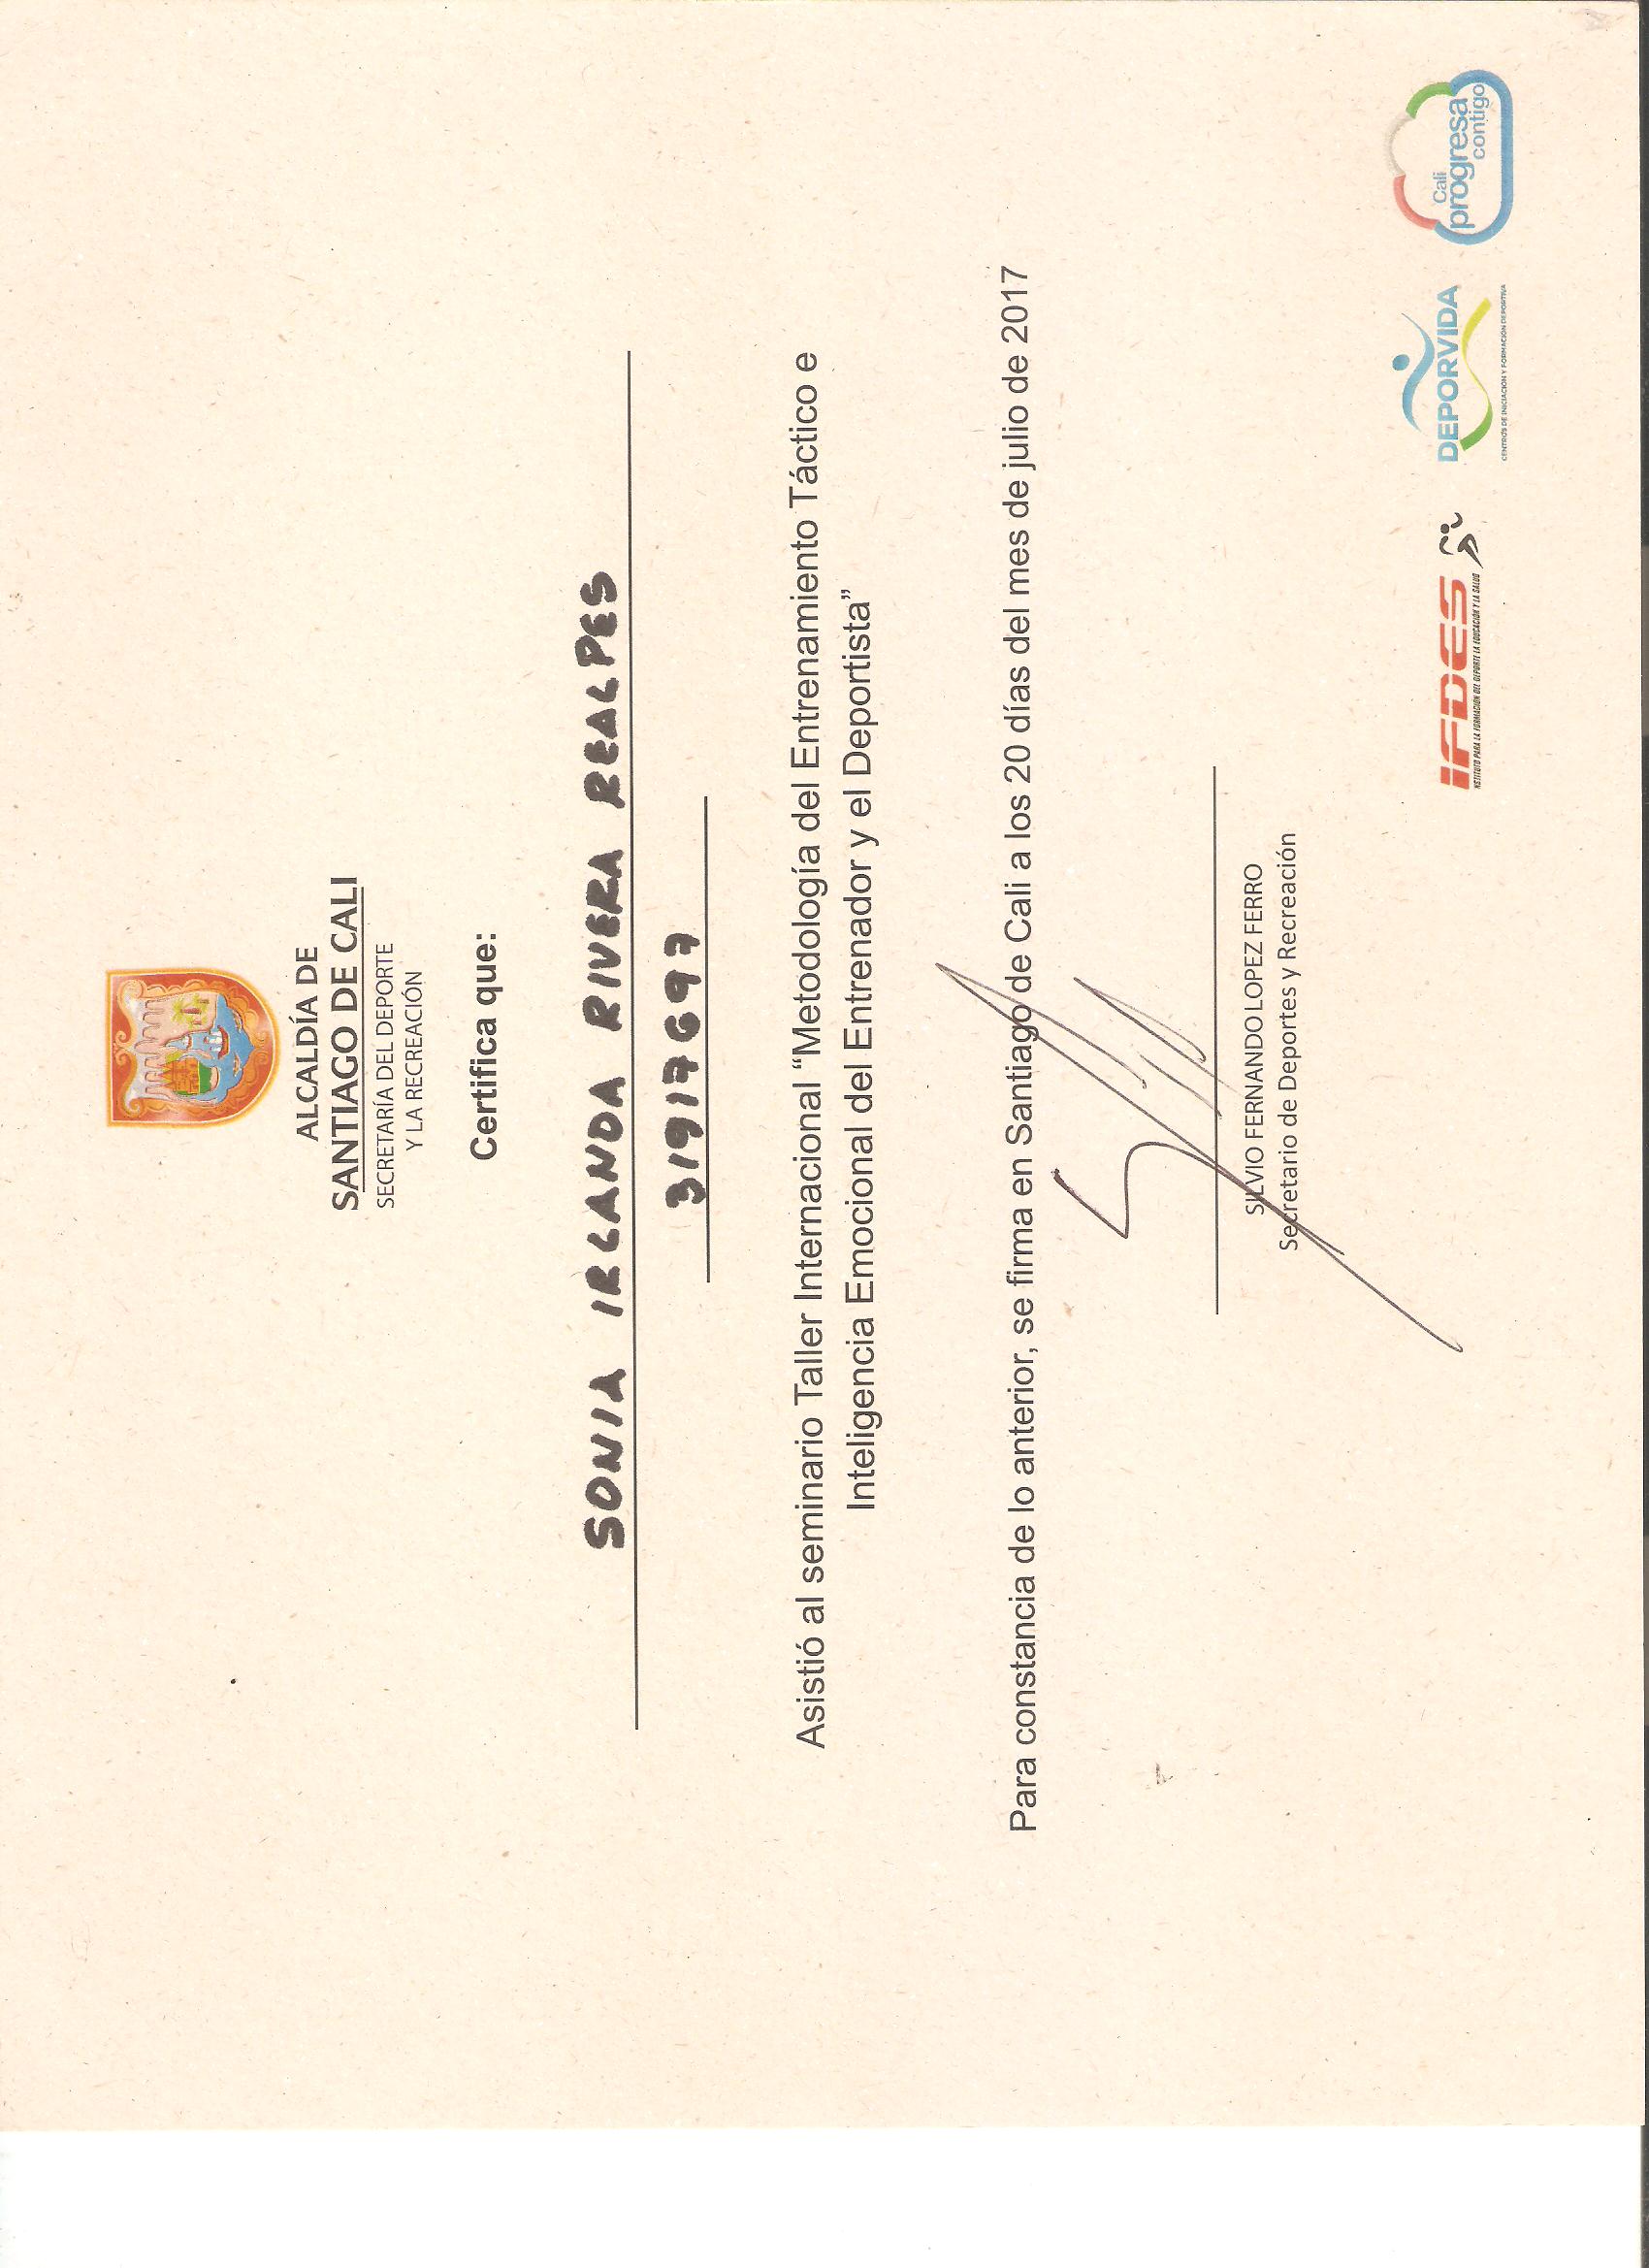 ALCALDÍA DE
SANTIAGO DE CALI
SECRETARÍA DEL DEPORTE
Y LA RECREACIÓN
Certifica que:
SONIA IRLANDA RIVERA REALPES
31917697
Asistió al seminario Taller Internacional “Metodología del Entrenamiento Táctico e
Inteligencia Emocional del Entrenador y el Deportista”
Para constancia de lo anterior, se firma en Santiago de Cali a los 20 días del mes de julio de 2017
SILVIO FERNANDO LOPEZ FERRO
Secretario de Deportes y Recreación
IFDES
INSTITUTO PARA LA FORMACION DEL DEPORTE LA EDUCACIÓN Y LA SALUD
DEPORVIDA
CENTROS DE INICIACIÓN Y FORMACIÓN DEPORTIVA
Cali
progresa
contigo